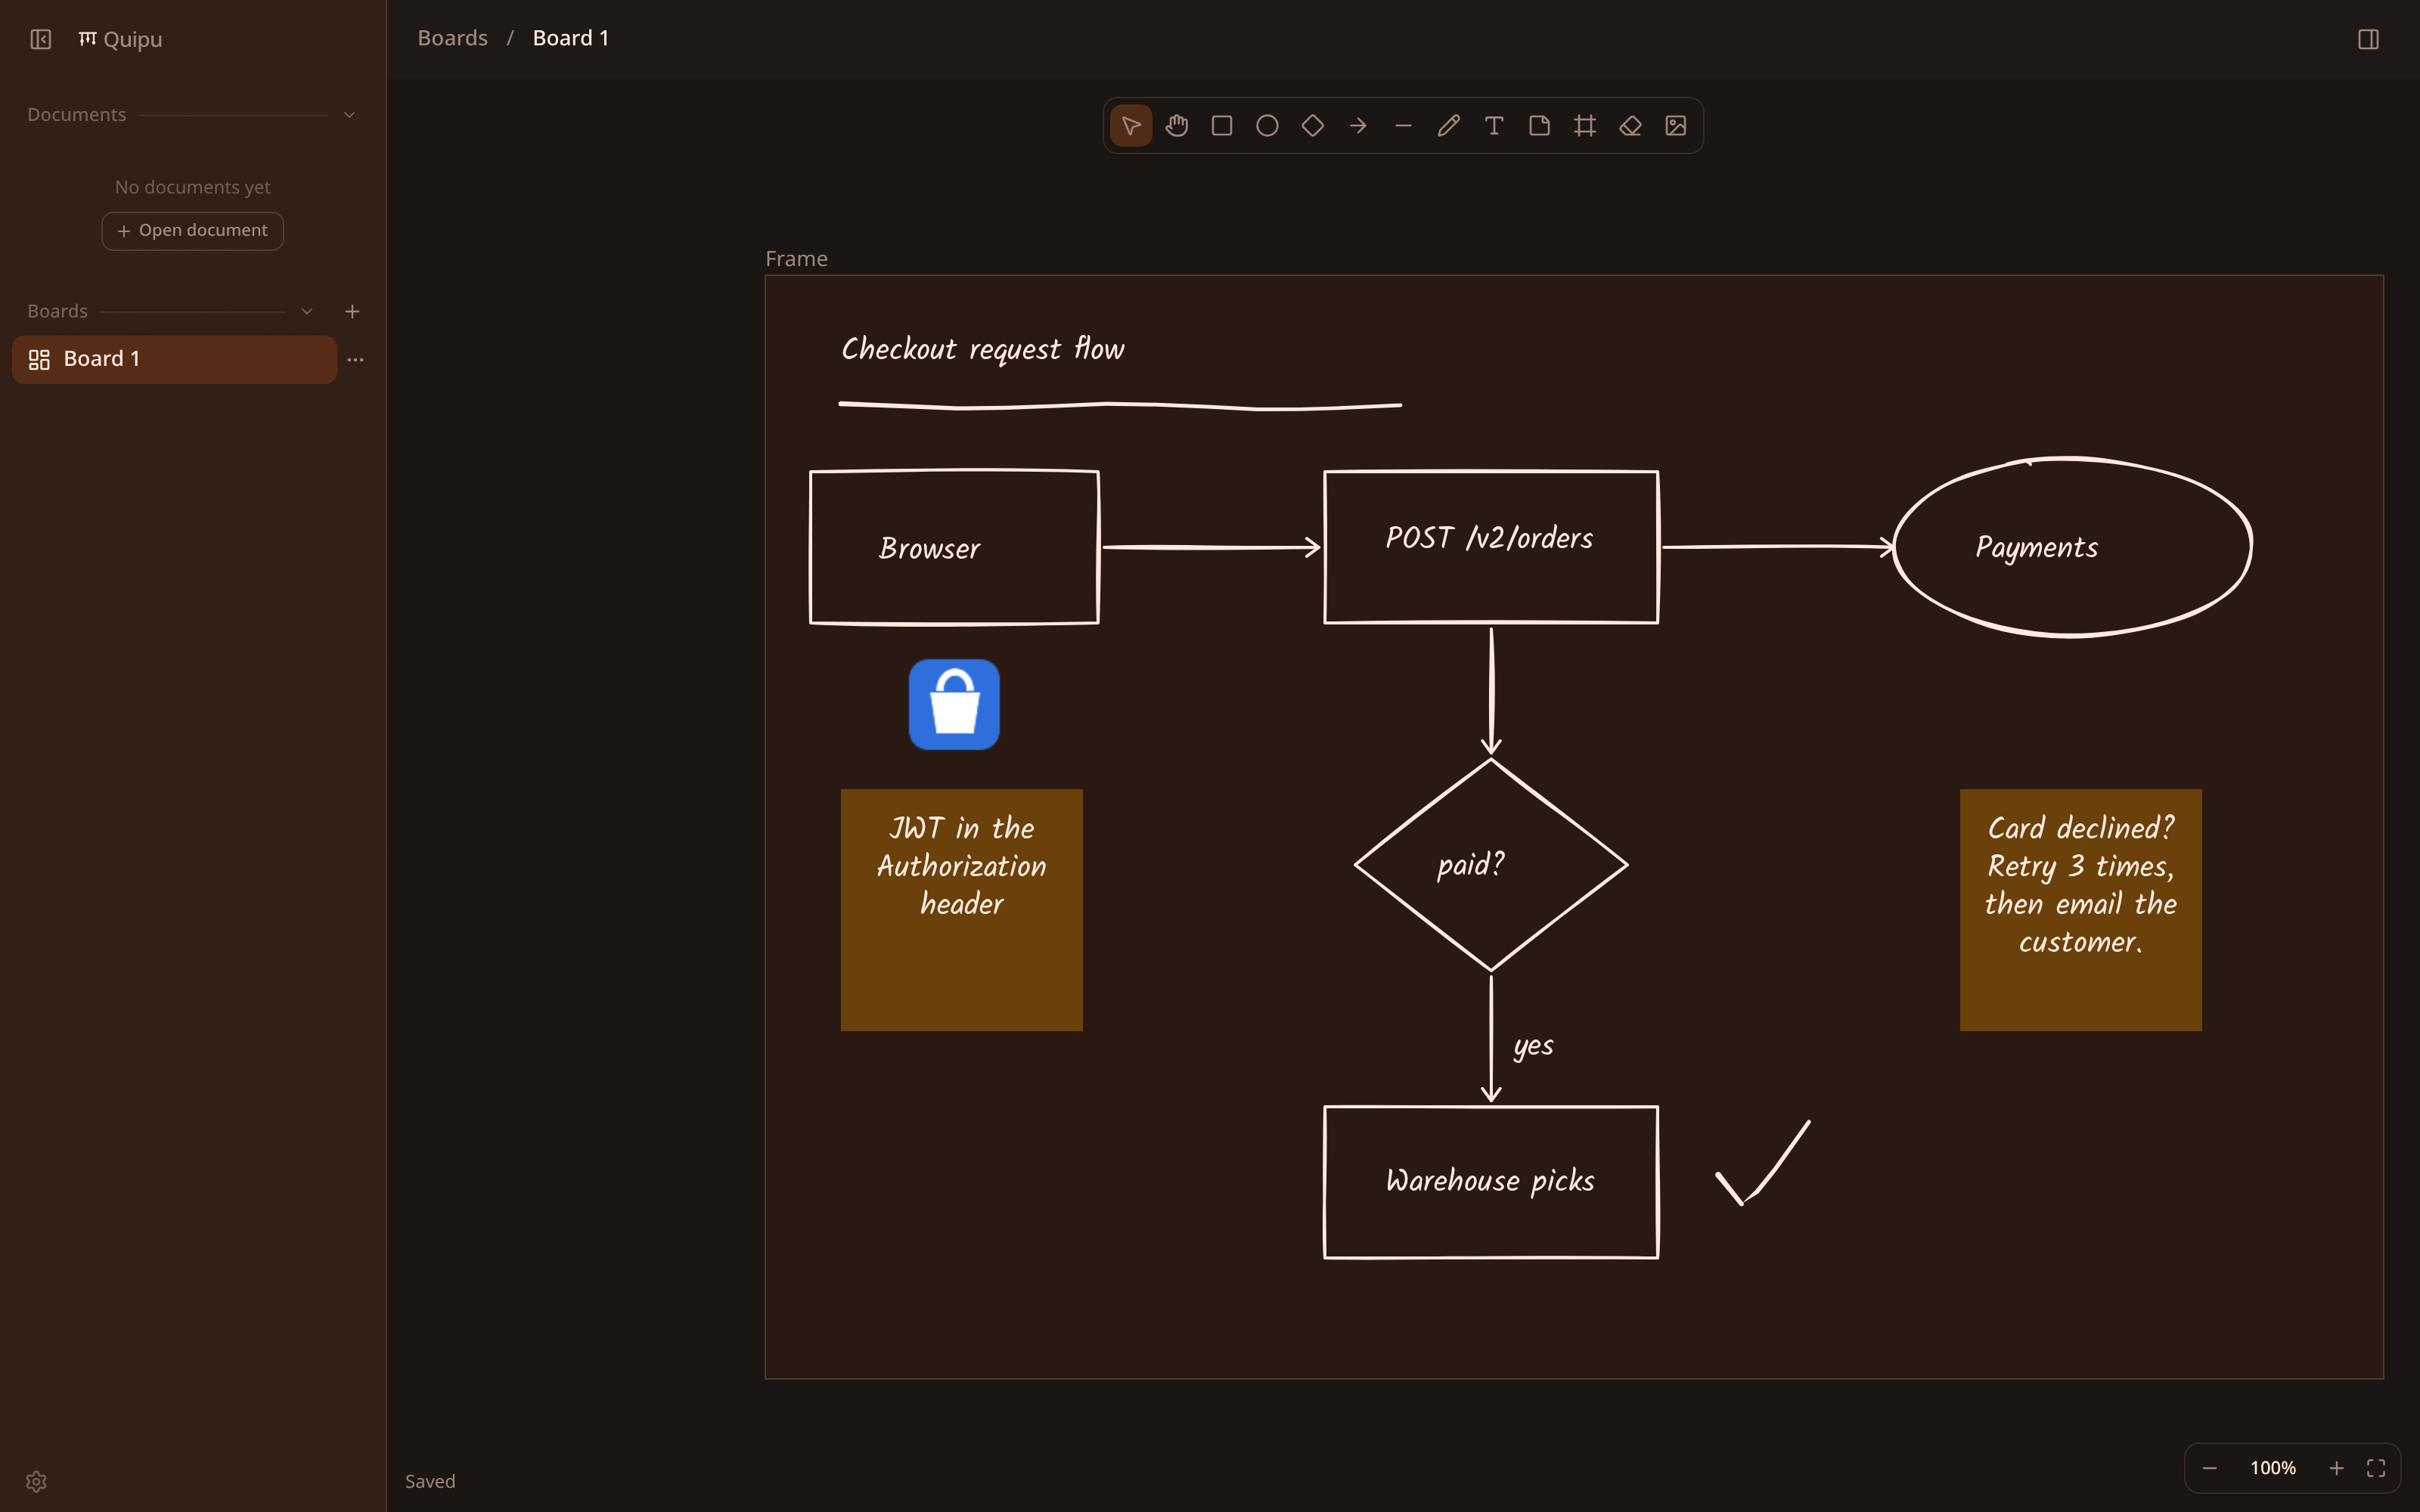 Quipu
Boards / Board 1
Documents
No documents yet
Open document
Boards
Board 1
Frame
Checkout request flow
Browser
POST /v2/orders
Payments
JWT in the
Authorization
header
paid?
Card declined?
Retry 3 times,
then email the
customer.
yes
Warehouse picks
Saved
100%